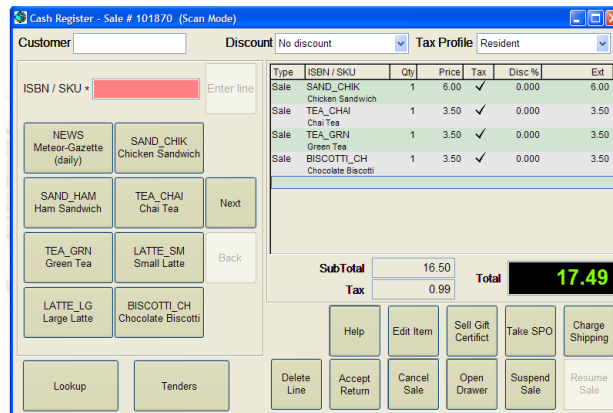 Cash Register - Sale # 101870 (Scan Mode)
Customer Discount No discount Tax Profile Resident
ISBN / SKU * Enter line
NEWS
Meteor-Gazette
(daily)
SAND_CHIK
Chicken Sandwich
SAND_HAM
Ham Sandwich
TEA_CHAI
Chai Tea
Next
TEA_GRN
Green Tea
LATTE_SM
Small Latte
Back
LATTE_LG
Large Latte
BISCOTTI_CH
Chocolate Biscotti
Lookup
Tenders
Type ISBN / SKU Qty Price Tax Disc % Ext
Sale SAND_CHIK 1 6.00 ✓ 0.000 6.00
Chicken Sandwich
Sale TEA_CHAI 1 3.50 ✓ 0.000 3.50
Chai Tea
Sale TEA_GRN 1 3.50 ✓ 0.000 3.50
Green Tea
Sale BISCOTTI_CH 1 3.50 ✓ 0.000 3.50
Chocolate Biscotti
SubTotal 16.50
Tax 0.99
Total 17.49
Help
Edit Item
Sell Gift
Certifict
Take SPO
Charge
Shipping
Delete
Line
Accept
Return
Cancel
Sale
Open
Drawer
Suspend
Sale
Resume
Sale